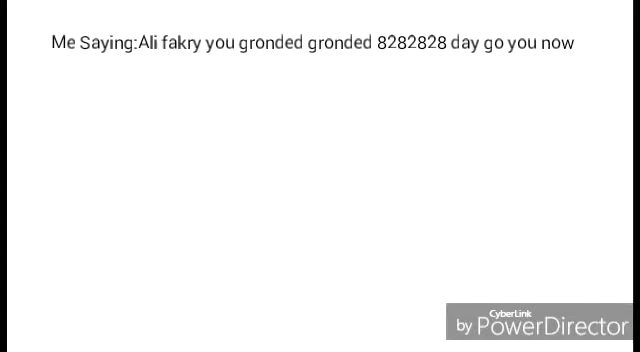 Me Saying:Ali fakry you gronded gronded 8282828 day go you now
CyberLink
by PowerDirector